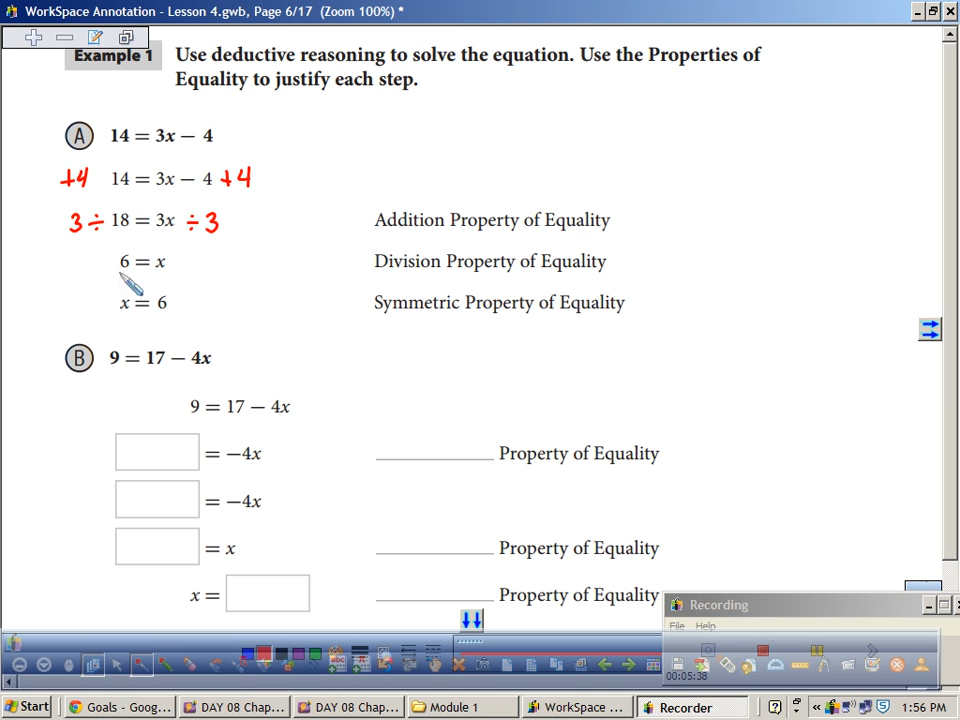 WorkSpace Annotation - Lesson 4.gwb, Page 6/17 (Zoom 100%) *
Example 1 Use deductive reasoning to solve the equation. Use the Properties of
Equality to justify each step.
A 14 = 3x − 4
+4 14 = 3x − 4 +4
3 ÷ 18 = 3x ÷ 3 Addition Property of Equality
6 = x Division Property of Equality
x = 6 Symmetric Property of Equality
B 9 = 17 − 4x
9 = 17 − 4x
= −4x ________ Property of Equality
= −4x
= x ________ Property of Equality
x = ________ Property of Equality
Recording
File Help
00:05:38
Start Goals - Goog... DAY 08 Chap... DAY 08 Chap... Module 1 WorkSpace ... Recorder 1:56 PM